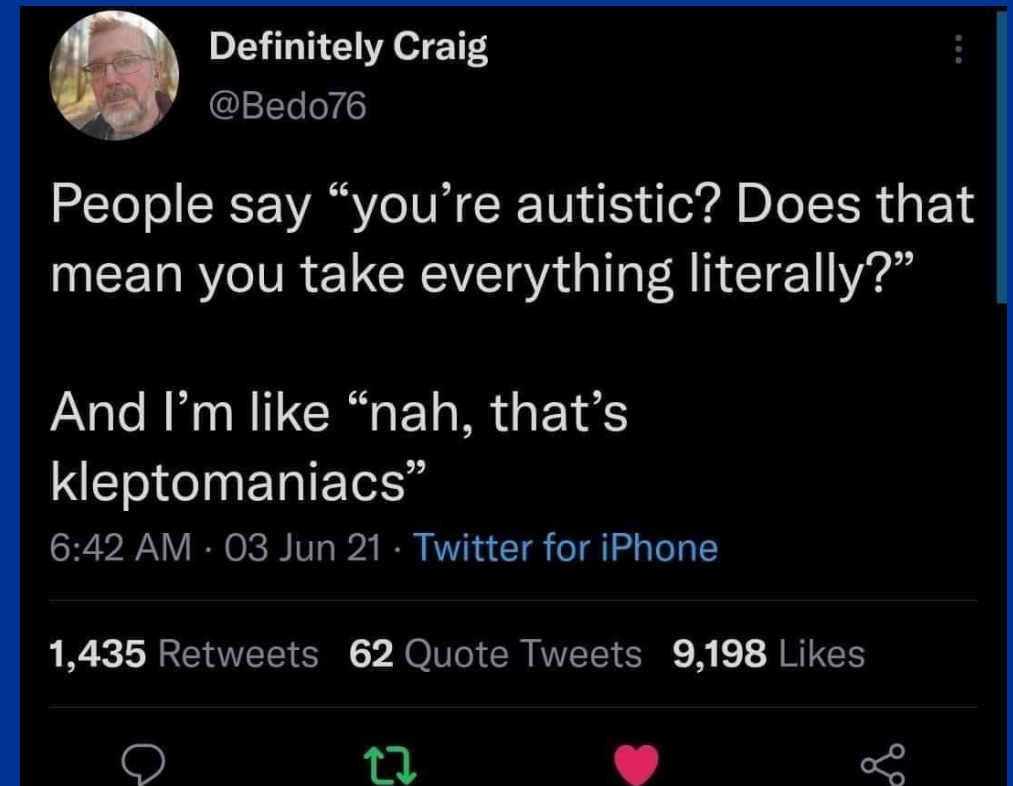 Definitely Craig
@Bedo76
People say “you’re autistic? Does that
mean you take everything literally?”
And I’m like “nah, that’s
kleptomaniacs”
6:42 AM · 03 Jun 21 · Twitter for iPhone
1,435 Retweets 62 Quote Tweets 9,198 Likes